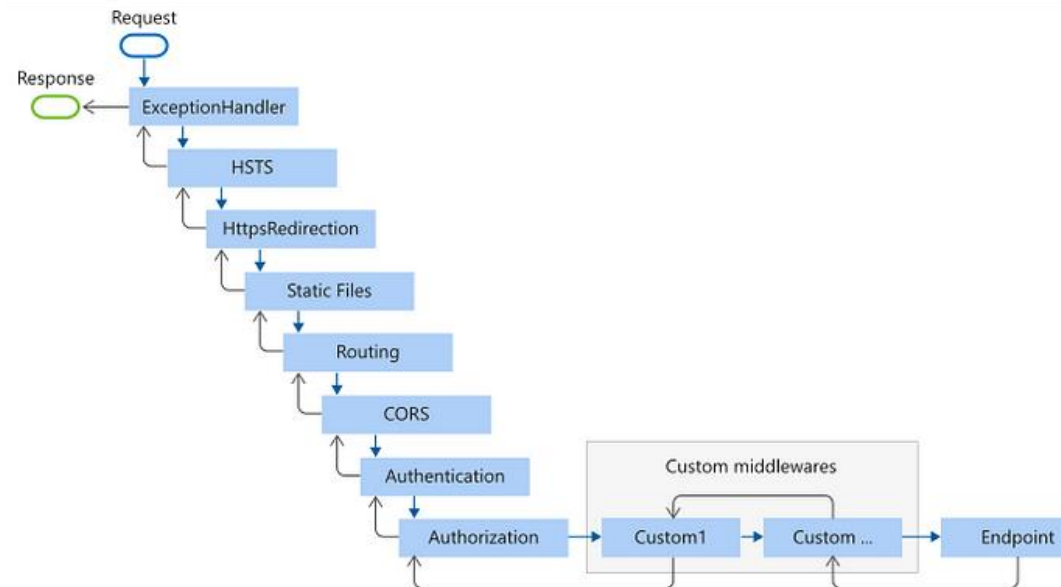 Request
Response
ExceptionHandler
HSTS
HttpsRedirection
Static Files
Routing
CORS
Authentication
Custom middlewares
Authorization
Custom1
Custom ...
Endpoint